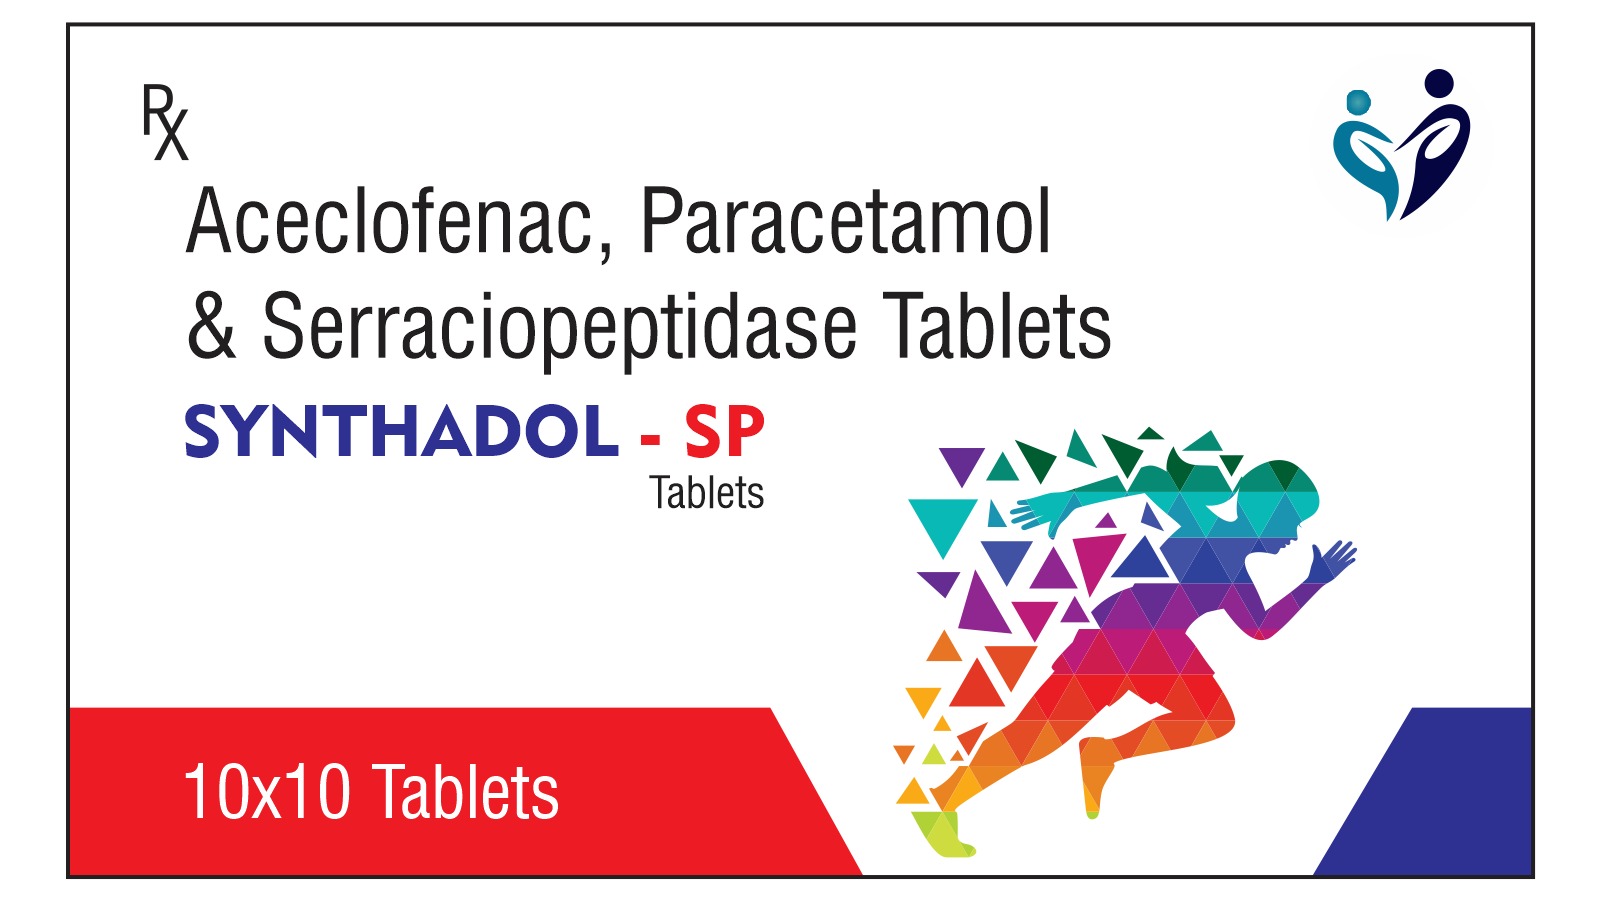 Rx
Aceclofenac, Paracetamol
& Serraciopeptidase Tablets
SYNTHADOL - SP
Tablets
10x10 Tablets